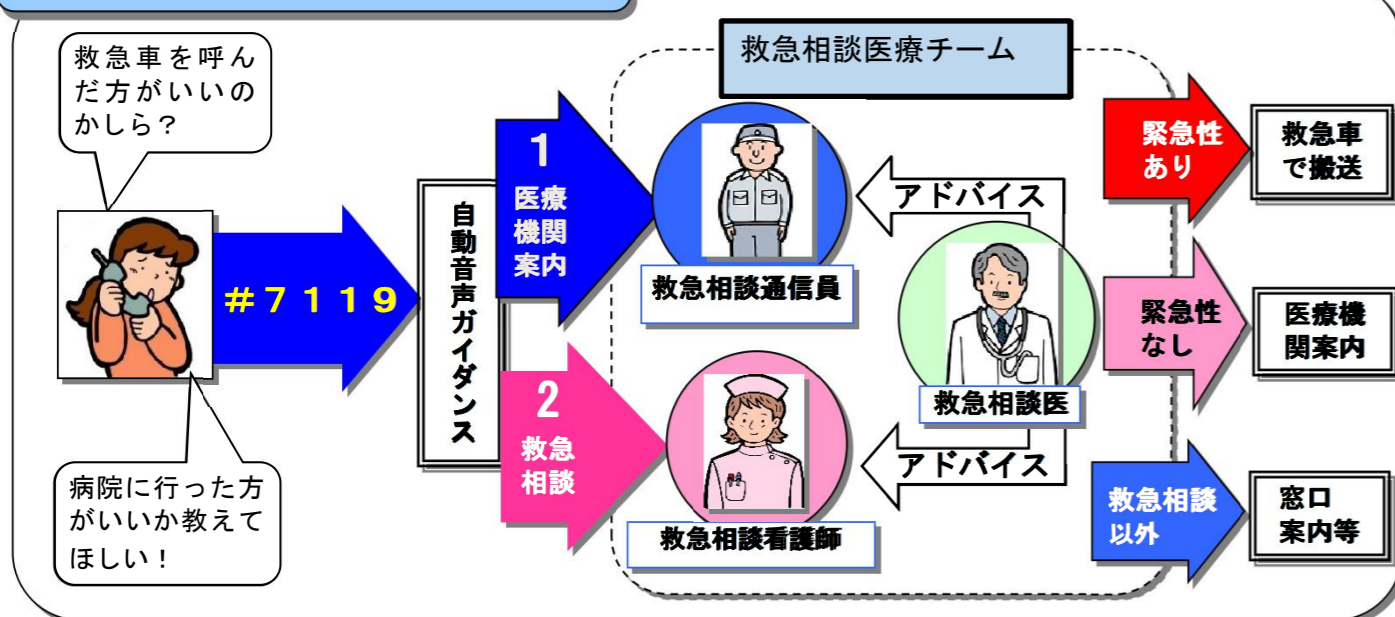 救急車を呼ん
だ方がいいの
かしら？
病院に行った方
がいいか教えて
ほしい！
#7119
自動音声ガイダンス
1
医療
機関
案内
2
救急
相談
救急相談医療チーム
救急相談通信員
アドバイス
救急相談医
アドバイス
救急相談看護師
緊急性
あり
救急車
で搬送
緊急性
なし
医療機
関案内
救急相談
以外
窓口
案内等